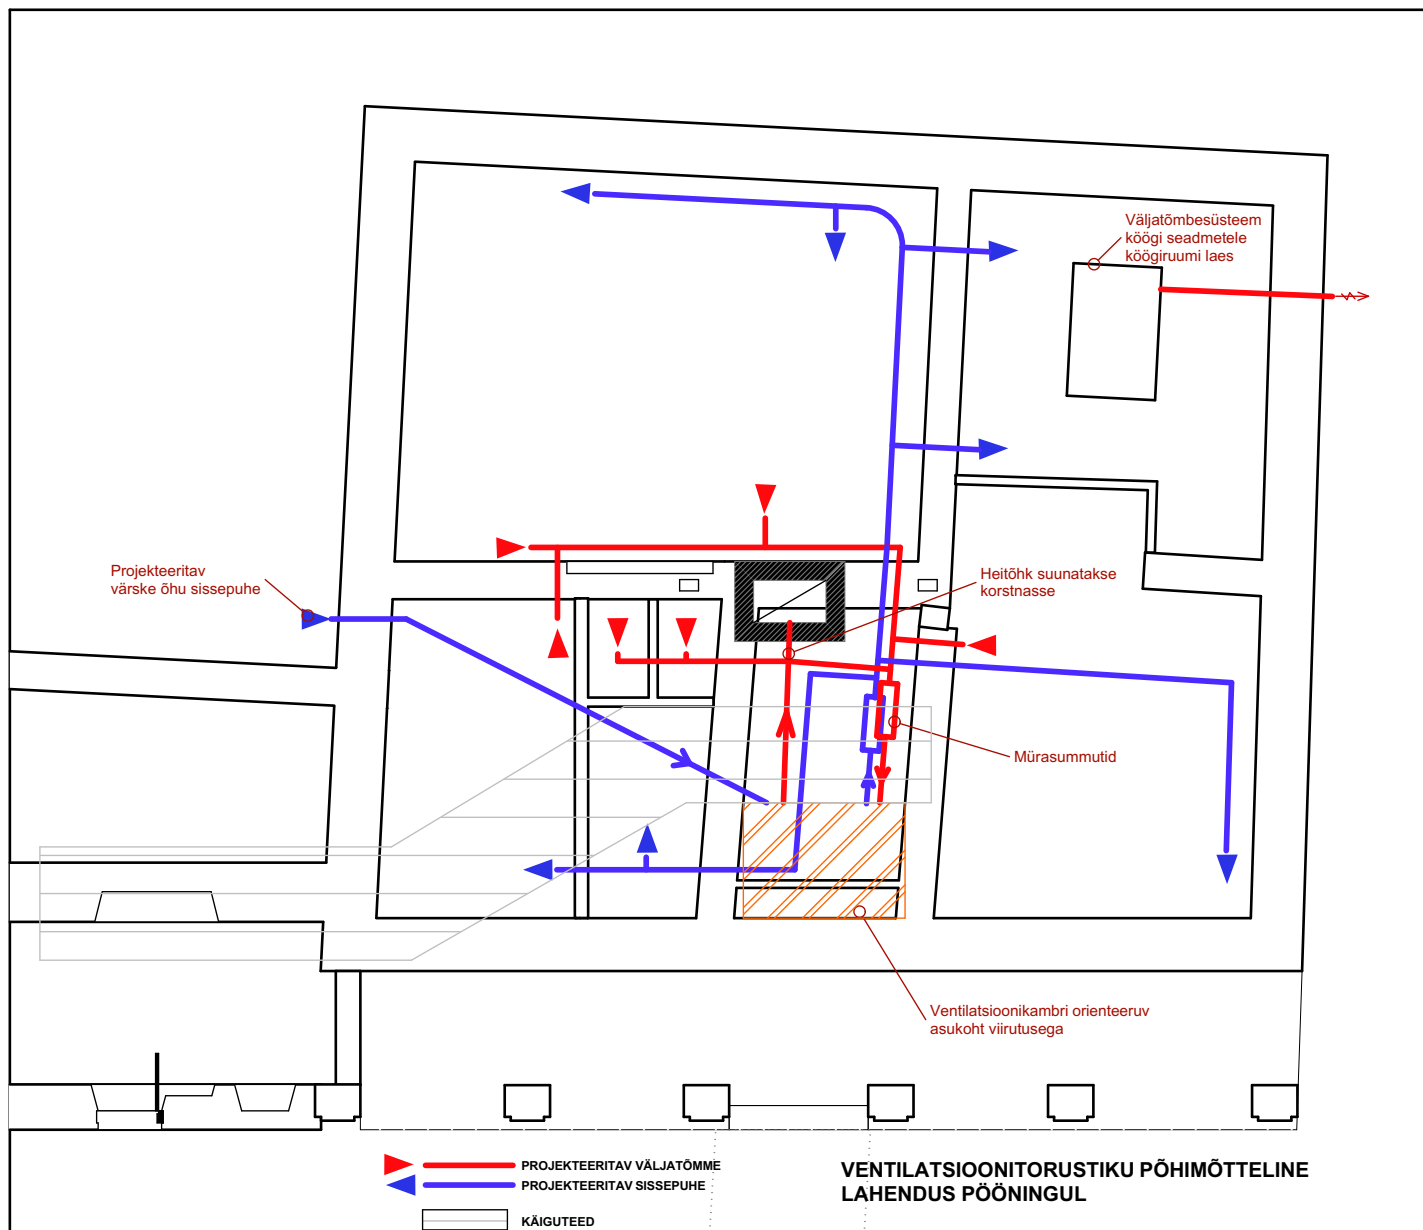 Väljatõmbesüsteem
köögi seadmetele
köögiruumi laes
Projekteeritav
värske õhu sissepuhe
Heitõhk suunatakse
korstnasse
Mürasummutid
Ventilatsioonikambri orienteeruv
asukoht viirutusega
PROJEKTEERITAV VÄLJATÕMME
PROJEKTEERITAV SISSEPUHE
KÄIGUTEED
VENTILATSIOONITORUSTIKU PÕHIMÕTTELINE
LAHENDUS PÖÖNINGUL